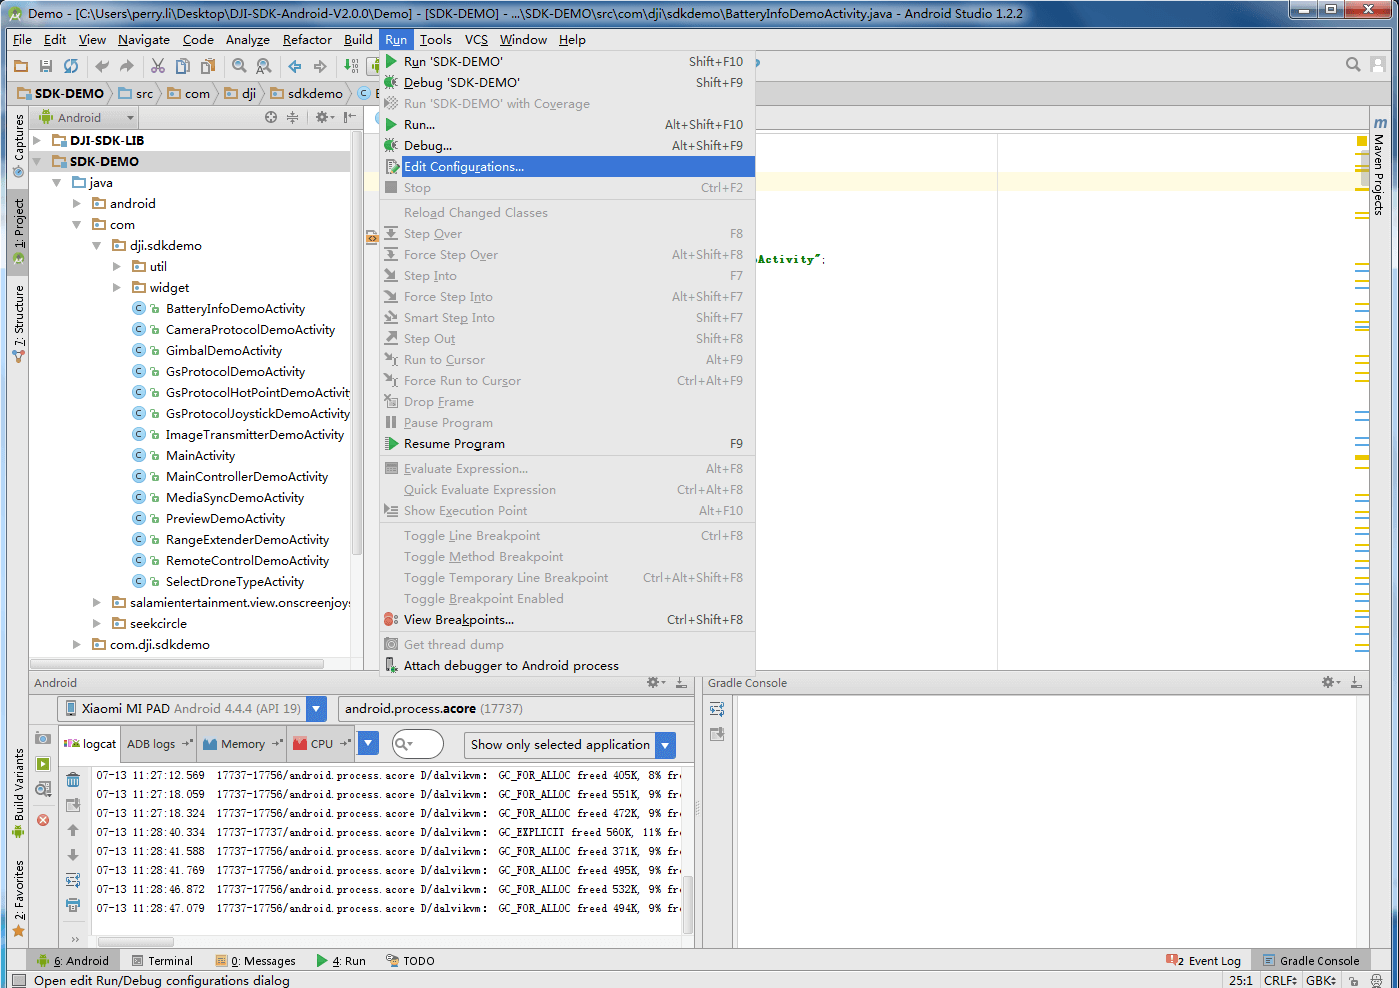 Demo - [C:\Users\perry.li\Desktop\DJI-SDK-Android-V2.0.0\Demo] - [SDK-DEMO] - ...\SDK-DEMO\src\com\dji\sdkdemo\BatteryInfoDemoActivity.java - Android Studio 1.2.2
File Edit View Navigate Code Analyze Refactor Build Run Tools VCS Window Help
SDK-DEMO src com dji sdkdemo
Captures
1: Project
7: Structure
Build Variants
2: Favorites
Android
DJI-SDK-LIB
SDK-DEMO
java
android
com
dji.sdkdemo
util
widget
BatteryInfoDemoActivity
CameraProtocolDemoActivity
GimbalDemoActivity
GsProtocolDemoActivity
GsProtocolHotPointDemoActivit
GsProtocolJoystickDemoActivity
ImageTransmitterDemoActivity
MainActivity
MainControllerDemoActivity
MediaSyncDemoActivity
PreviewDemoActivity
RangeExtenderDemoActivity
RemoteControlDemoActivity
SelectDroneTypeActivity
salamientertainment.view.onscreenjoys
seekcircle
com.dji.sdkdemo
Run 'SDK-DEMO' Shift+F10
Debug 'SDK-DEMO' Shift+F9
Run 'SDK-DEMO' with Coverage
Run... Alt+Shift+F10
Debug... Alt+Shift+F9
Edit Configurations...
Stop Ctrl+F2
Reload Changed Classes
Step Over F8
Force Step Over Alt+Shift+F8
Step Into F7
Force Step Into Alt+Shift+F7
Smart Step Into Shift+F7
Step Out Shift+F8
Run to Cursor Alt+F9
Force Run to Cursor Ctrl+Alt+F9
Drop Frame
Pause Program
Resume Program F9
Evaluate Expression... Alt+F8
Quick Evaluate Expression Ctrl+Alt+F8
Show Execution Point Alt+F10
Toggle Line Breakpoint Ctrl+F8
Toggle Method Breakpoint
Toggle Temporary Line Breakpoint Ctrl+Alt+Shift+F8
Toggle Breakpoint Enabled
View Breakpoints... Ctrl+Shift+F8
Get thread dump
Attach debugger to Android process
Activity";
Maven Projects
Android
Xiaomi MI PAD Android 4.4.4 (API 19) android.process.acore (17737)
logcat ADB logs Memory CPU Show only selected application
07-13 11:27:12.569 17737-17756/android.process.acore D/dalvikvm: GC_FOR_ALLOC freed 405K, 8% fre
07-13 11:27:18.059 17737-17756/android.process.acore D/dalvikvm: GC_FOR_ALLOC freed 551K, 9% fre
07-13 11:27:18.324 17737-17756/android.process.acore D/dalvikvm: GC_FOR_ALLOC freed 472K, 9% fre
07-13 11:28:40.334 17737-17737/android.process.acore D/dalvikvm: GC_EXPLICIT freed 560K, 11% fre
07-13 11:28:41.588 17737-17756/android.process.acore D/dalvikvm: GC_FOR_ALLOC freed 371K, 9% fre
07-13 11:28:41.769 17737-17756/android.process.acore D/dalvikvm: GC_FOR_ALLOC freed 495K, 9% fre
07-13 11:28:46.872 17737-17756/android.process.acore D/dalvikvm: GC_FOR_ALLOC freed 532K, 9% fre
07-13 11:28:47.079 17737-17756/android.process.acore D/dalvikvm: GC_FOR_ALLOC freed 494K, 9% fre
Gradle Console
6: Android Terminal 0: Messages 4: Run TODO 2 Event Log Gradle Console
Open edit Run/Debug configurations dialog 25:1 CRLF GBK